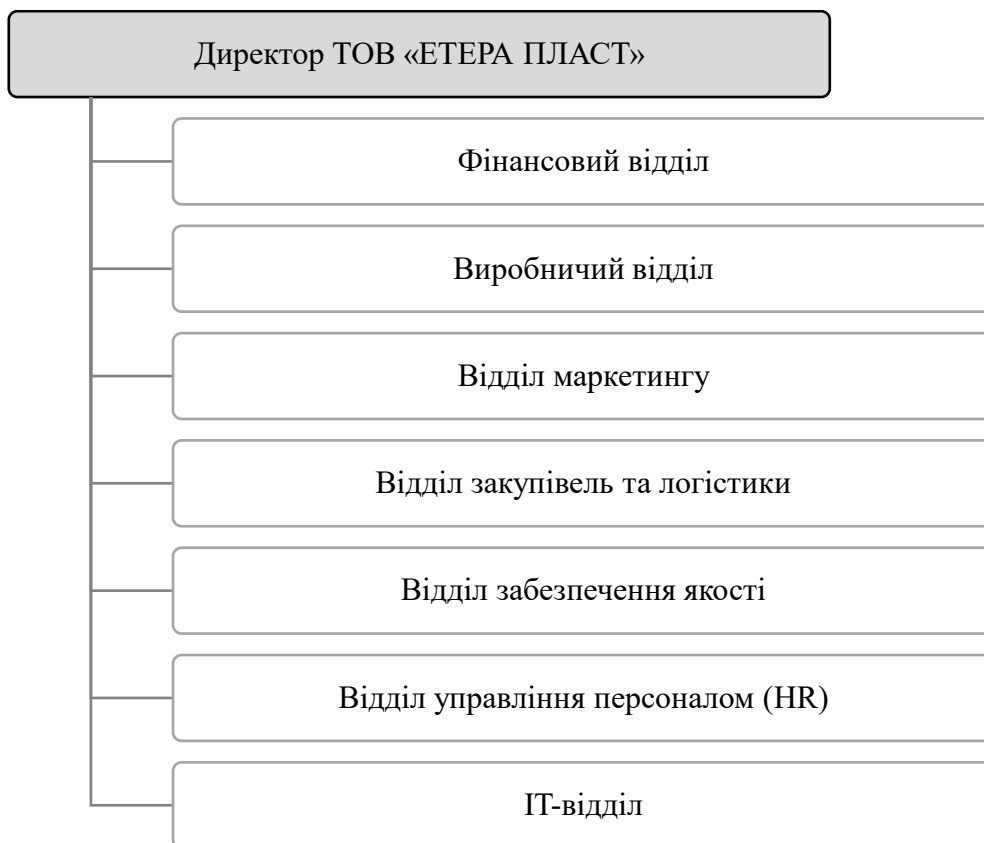 Директор ТОВ «ЕТЕРА ПЛАСТ»
Фінансовий відділ
Виробничий відділ
Відділ маркетингу
Відділ закупівель та логістики
Відділ забезпечення якості
Відділ управління персоналом (HR)
ІТ-відділ